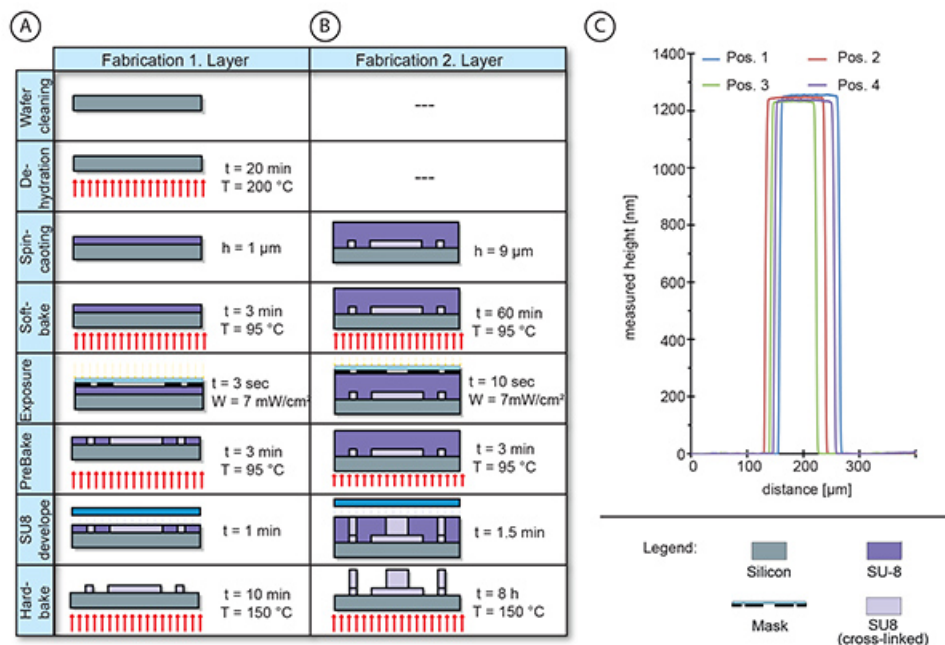 A
B
C
Fabrication 1. Layer
Fabrication 2. Layer
Wafer
cleaning
---
De-
hydration
t = 20 min
T = 200 °C
---
Spin-
caoting
h = 1 µm
h = 9 µm
Soft-
bake
t = 3 min
T = 95 °C
t = 60 min
T = 95 °C
Exposure
t = 3 sec
W = 7 mW/cm²
t = 10 sec
W = 7mW/cm²
PreBake
t = 3 min
T = 95 °C
t = 3 min
T = 95 °C
SU8
develope
t = 1 min
t = 1.5 min
Hard-
bake
t = 10 min
T = 150 °C
t = 8 h
T = 150 °C
1400
1200
1000
800
600
400
200
0
measured height [nm]
Pos. 1
Pos. 2
Pos. 3
Pos. 4
0
100
200
300
distance [µm]
Legend:
Silicon
SU-8
Mask
SU8
(cross-linked)